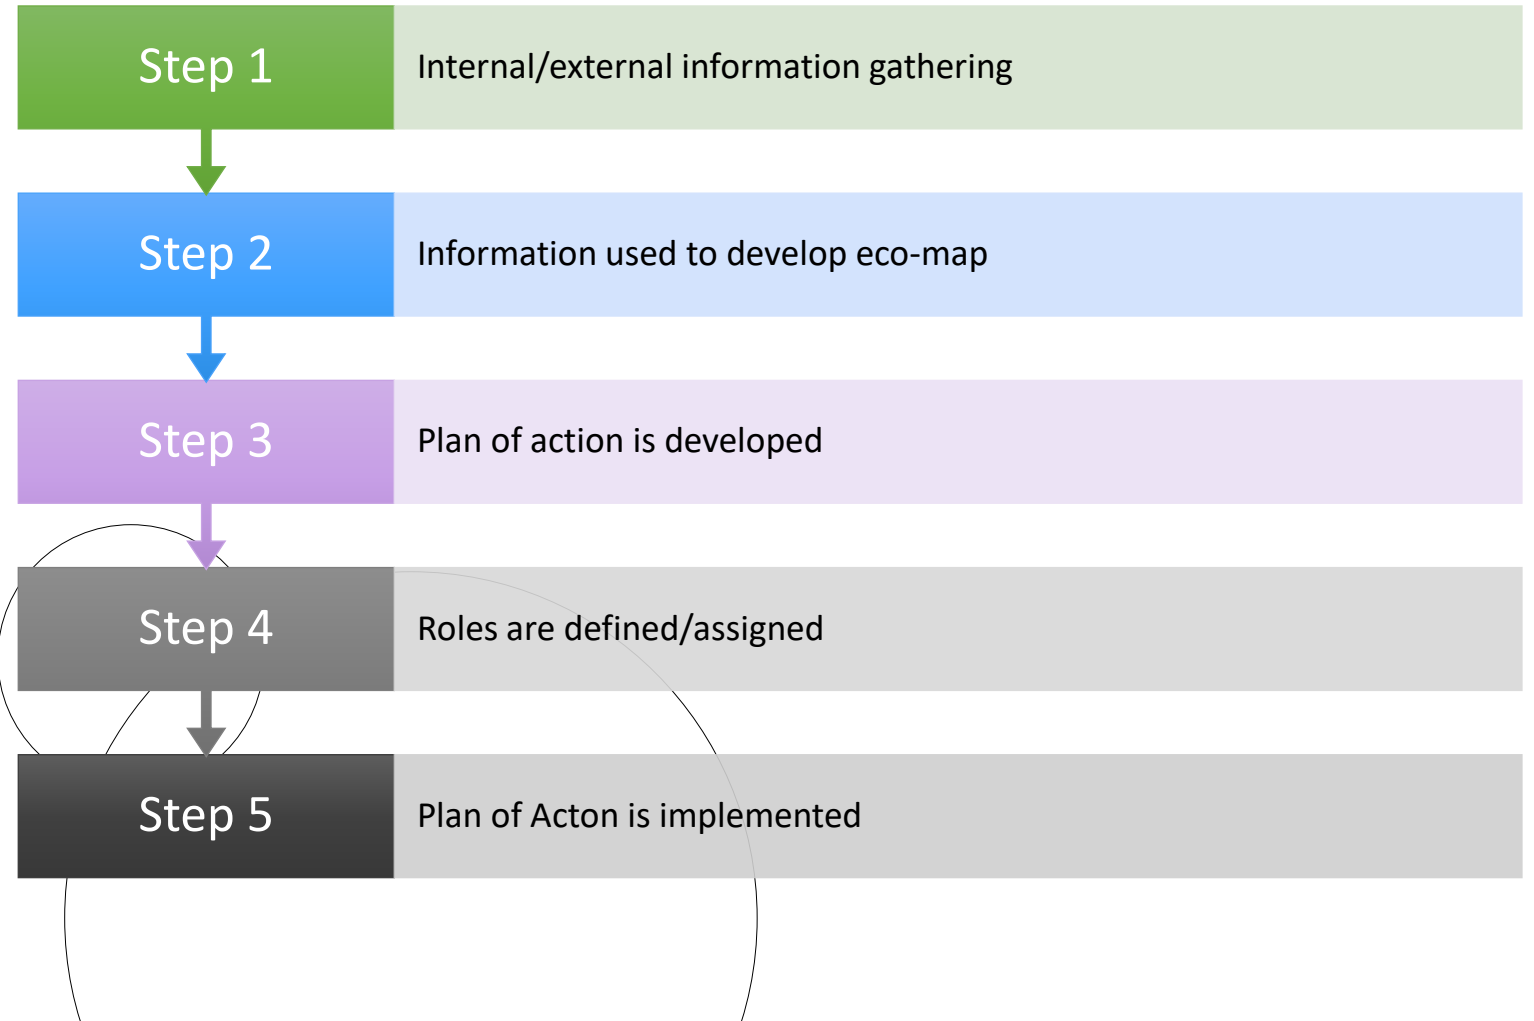 Step 1
Internal/external information gathering
Step 2
Information used to develop eco-map
Step 3
Plan of action is developed
Step 4
Roles are defined/assigned
Step 5
Plan of Acton is implemented